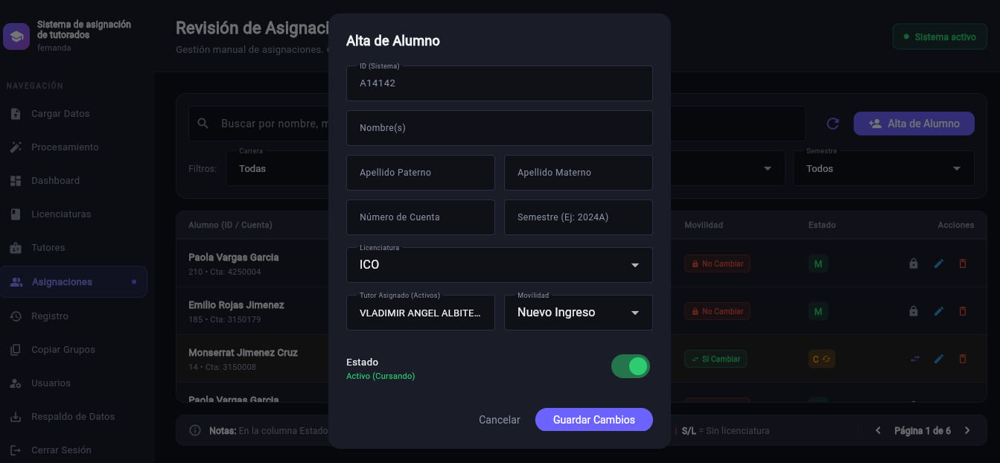 Sistema de asignación
de tutorados
fernanda
NAVEGACIÓN
Cargar Datos
Procesamiento
Dashboard
Licenciaturas
Tutores
Asignaciones
Registro
Copiar Grupos
Usuarios
Respaldo de Datos
Cerrar Sesión
Revisión de Asignaci
Gestión manual de asignaciones.
Sistema activo
Buscar por nombre, m
Alta de Alumno
Filtros:
Carrera
Todas
Semestre
Todos
Alumno (ID / Cuenta)
Movilidad
Estado
Acciones
Paola Vargas Garcia
210 • Cta: 4250004
No Cambiar
M
Emilio Rojas Jimenez
185 • Cta: 3150179
No Cambiar
M
Monserrat Jimenez Cruz
14 • Cta: 3150008
Sí Cambiar
C
Paola Vargas Garcia
Notas: En la columna Estado
| S/L = Sin licenciatura
Página 1 de 6
Alta de Alumno
ID (Sistema)
A14142
Nombre(s)
Apellido Paterno
Apellido Materno
Número de Cuenta
Semestre (Ej: 2024A)
Licenciatura
ICO
Tutor Asignado (Activos)
VLADIMIR ANGEL ALBITE...
Movilidad
Nuevo Ingreso
Estado
Activo (Cursando)
Cancelar
Guardar Cambios